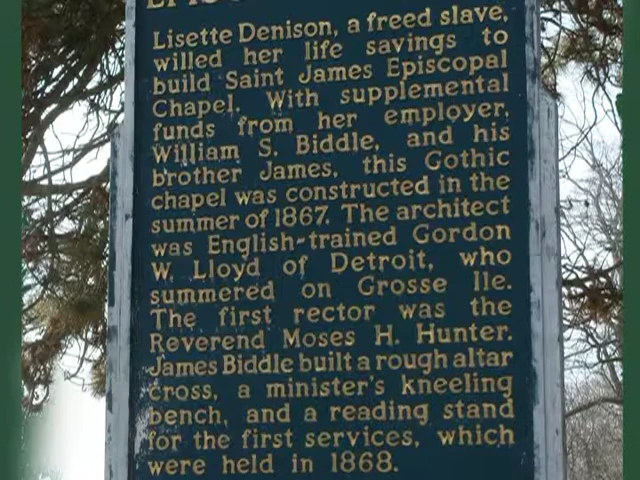 Lisette Denison, a freed slave,
willed her life savings to
build Saint James Episcopal
Chapel. With supplemental
funds from her employer,
William S. Biddle, and his
brother James, this Gothic
chapel was constructed in the
summer of 1867. The architect
was English-trained Gordon
W. Lloyd of Detroit, who
summered on Grosse Ile.
The first rector was the
Reverend Moses H. Hunter.
James Biddle built a rough altar
cross, a minister's kneeling
bench, and a reading stand
for the first services, which
were held in 1868.